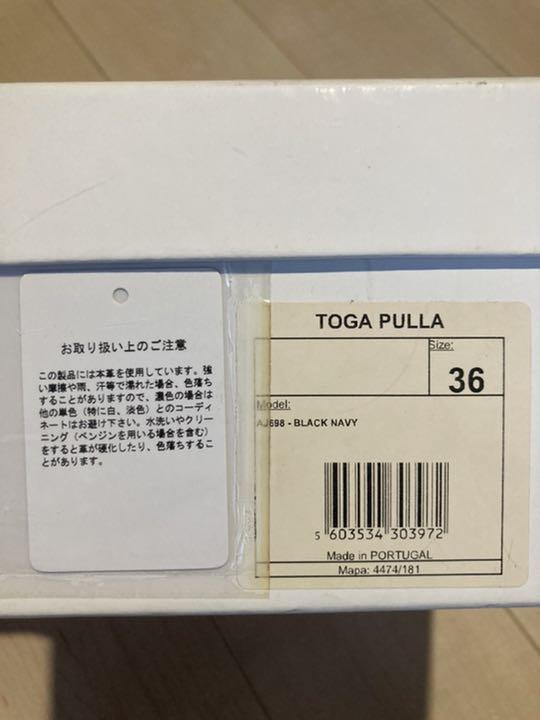 お取り扱い上のご注意
この製品には本革を使用しています。強
い摩擦や雨、汗等で濡れた場合、色落ち
することがありますので、濃色の場合は
他の単色（特に白、淡色）とのコーディ
ネートはお避け下さい。水洗いやクリー
ニング（ベンジンを用いる場合を含む）
をすると革が硬化したり、色落ちするこ
とがあります。
TOGA PULLA
Size:
36
Model:
AJ698 - BLACK NAVY
5 603534 303972
Made in PORTUGAL
Mapa: 4474/181